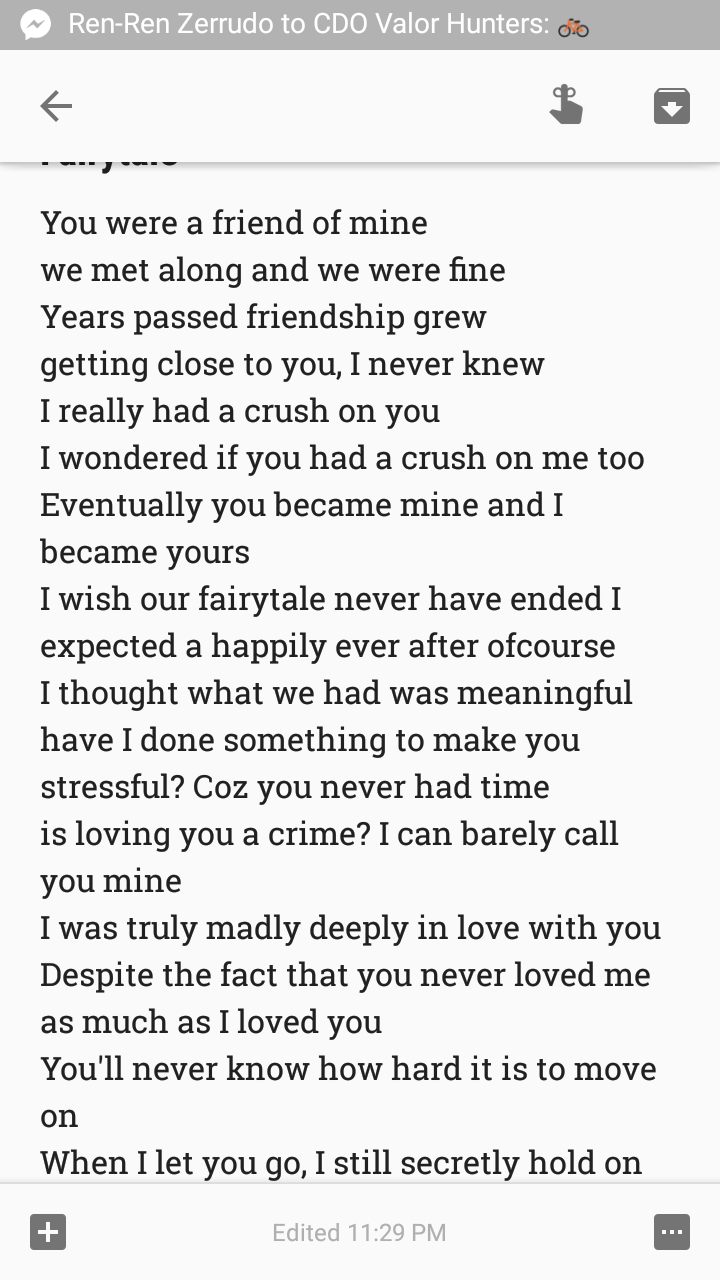 Ren-Ren Zerrudo to CDO Valor Hunters: 🚲
Fairytale
You were a friend of mine
we met along and we were fine
Years passed friendship grew
getting close to you, I never knew
I really had a crush on you
I wondered if you had a crush on me too
Eventually you became mine and I
became yours
I wish our fairytale never have ended I
expected a happily ever after ofcourse
I thought what we had was meaningful
have I done something to make you
stressful? Coz you never had time
is loving you a crime? I can barely call
you mine
I was truly madly deeply in love with you
Despite the fact that you never loved me
as much as I loved you
You'll never know how hard it is to move
on
When I let you go, I still secretly hold on
Edited 11:29 PM